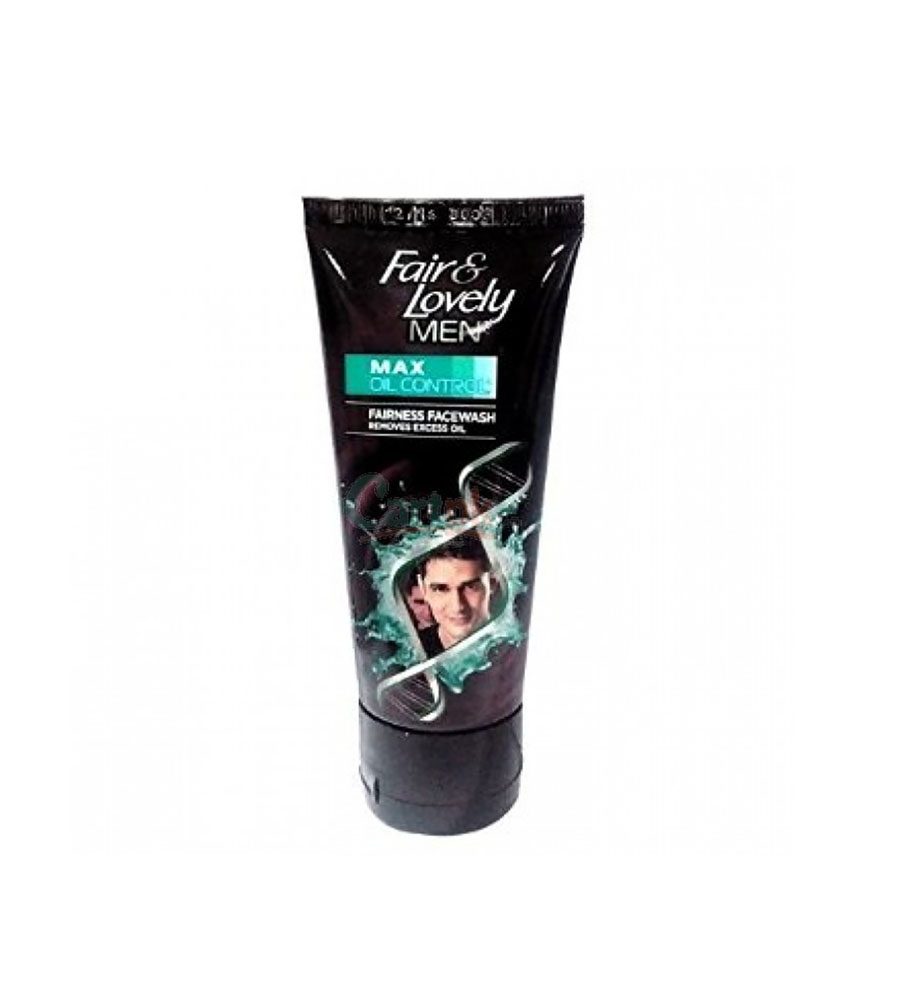 Fair &
Lovely
MEN
MAX
OIL CONTROL
FAIRNESS FACEWASH
REMOVES EXCESS OIL